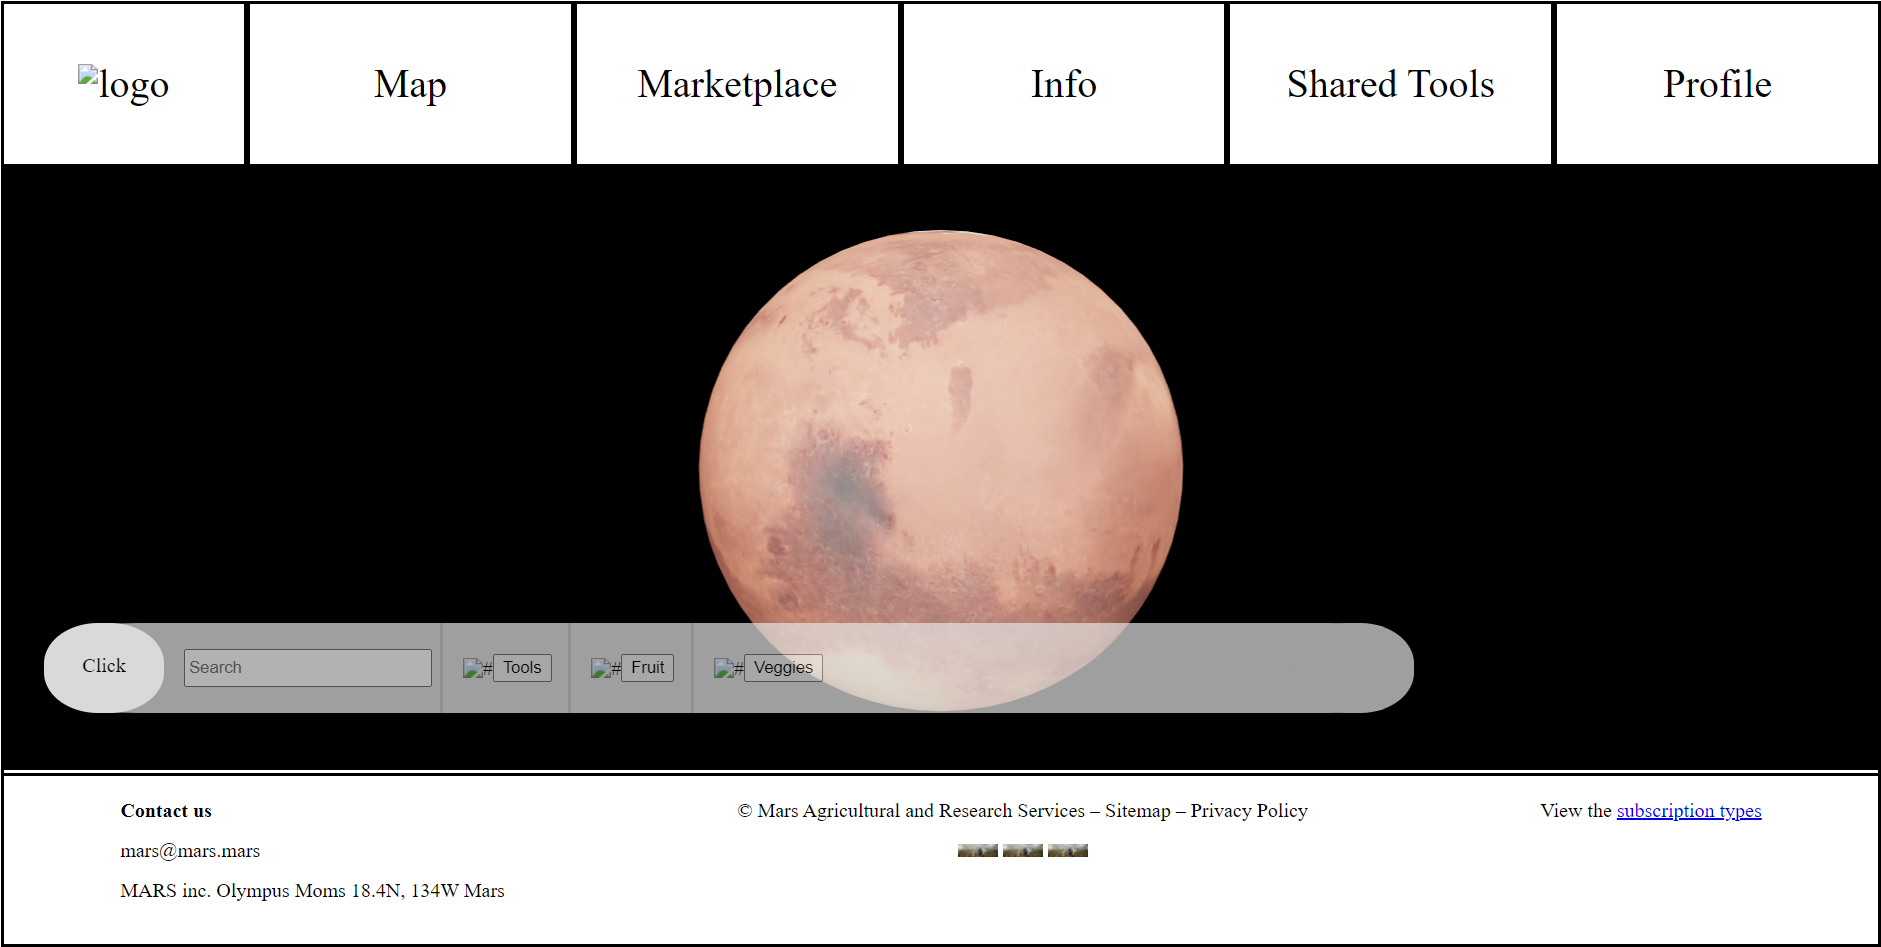 logo Map Marketplace Info Shared Tools Profile
Click Search # Tools # Fruit # Veggies
Contact us
mars@mars.mars
MARS inc. Olympus Moms 18.4N, 134W Mars
© Mars Agricultural and Research Services – Sitemap – Privacy Policy
View the subscription types